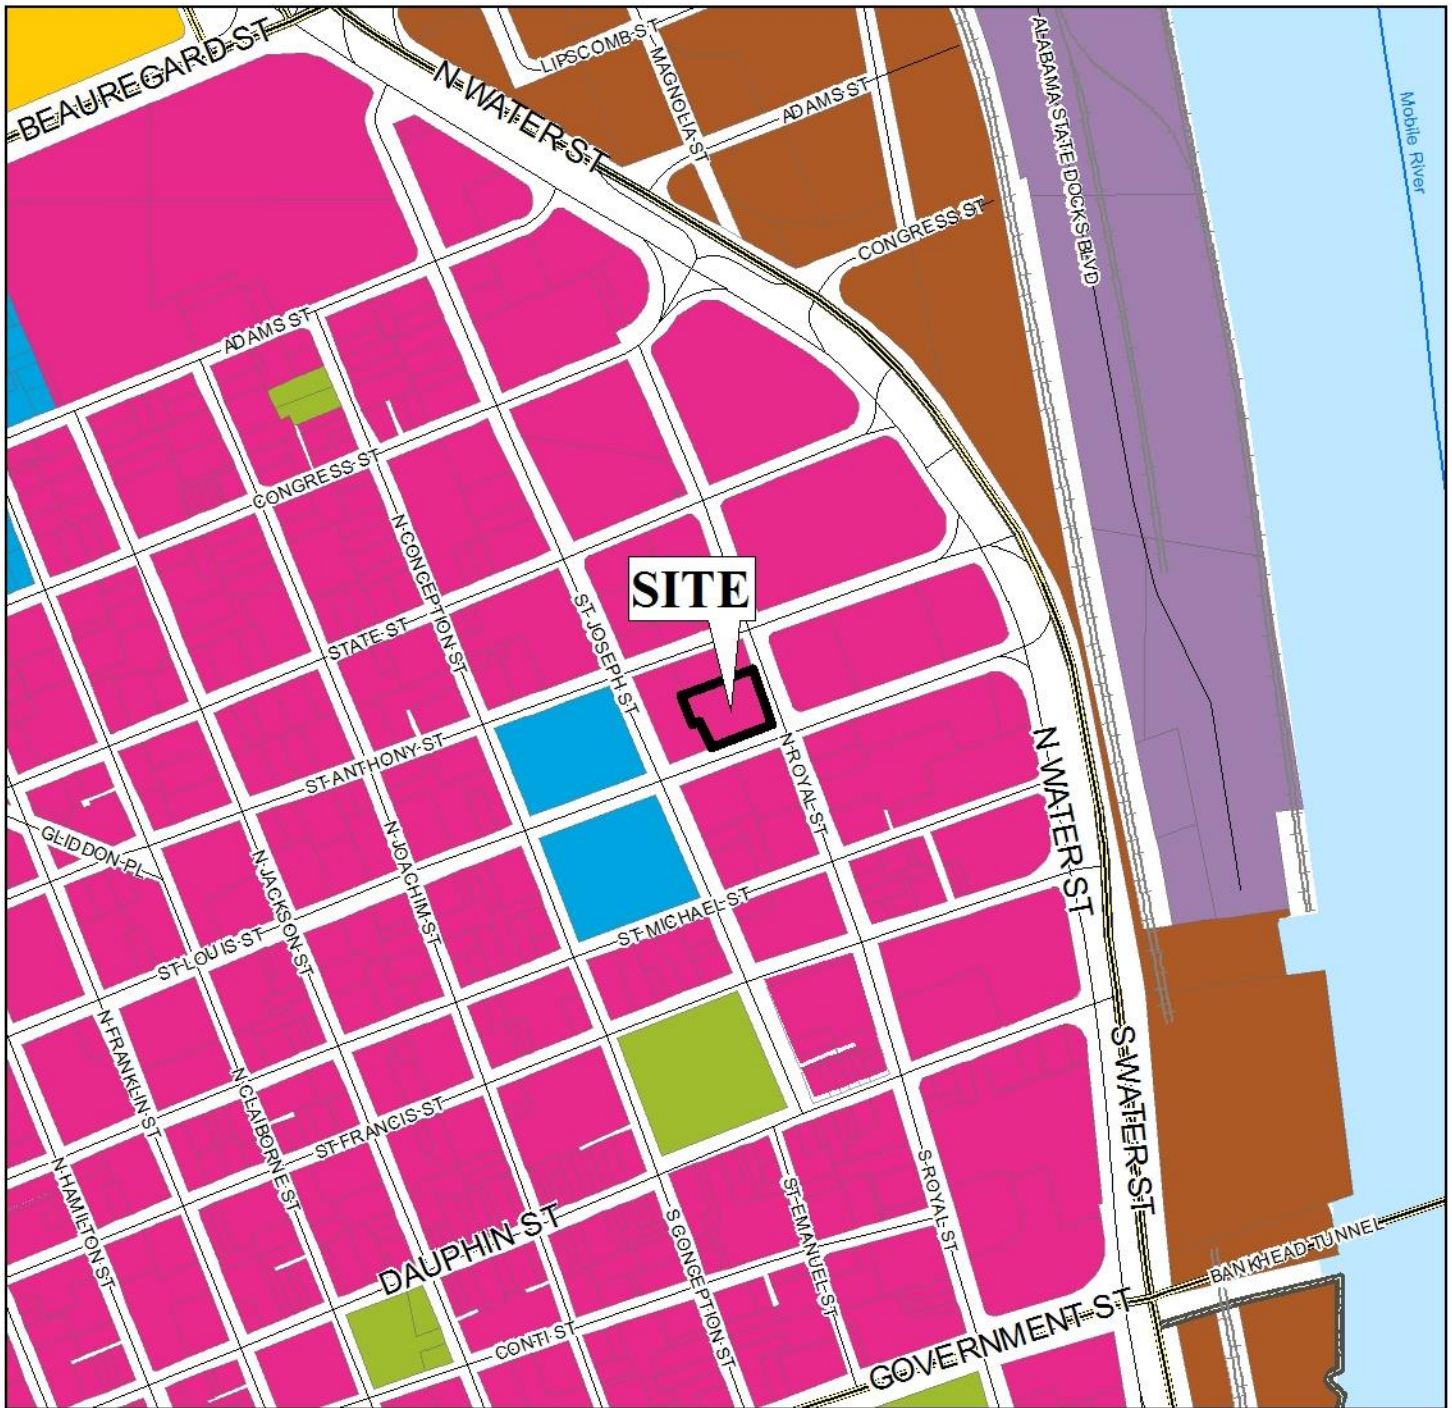 BEAUREGARD ST
N WATER ST
LIPSCOMB ST
MAGNOLIA ST
ADAMS ST
CONGRESS ST
ALABAMA STATE DOCKS BLVD
Mobile River
ADAMS ST
CONGRESS ST
N CONCEPTION ST
STATE ST
ST JOSEPH ST
SITE
ST ANTHONY ST
N ROYAL ST
N WATER ST
GLIDDON PL
N JACKSON ST
N JOACHIM ST
ST LOUIS ST
ST MICHAEL ST
N FRANKLIN ST
N CLAIBORNE ST
ST FRANCIS ST
N HAMILTON ST
S WATER ST
DAUPHIN ST
S CONCEPTION ST
ST EMANUEL ST
S ROYAL ST
CONTI ST
BANKHEAD TUNNEL
GOVERNMENT ST